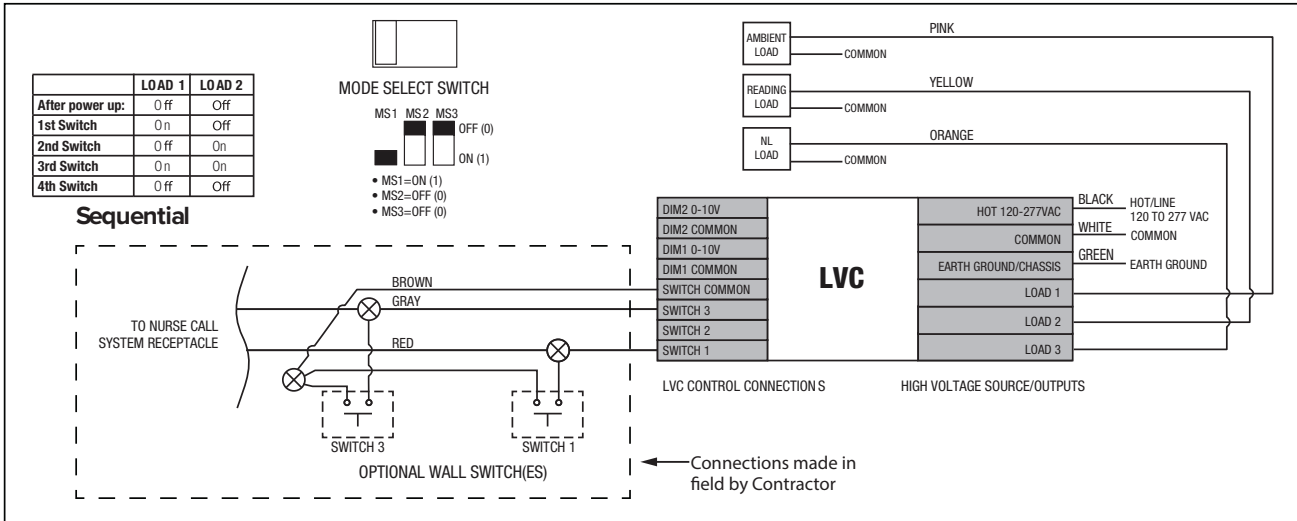 LOAD 1 LOAD 2
After power up: Off Off
1st Switch On Off
2nd Switch Off On
3rd Switch On On
4th Switch Off Off
Sequential
MODE SELECT SWITCH
MS1 MS2 MS3
OFF (0)
ON (1)
• MS1=ON (1)
• MS2=OFF (0)
• MS3=OFF (0)
AMBIENT
LOAD
PINK
COMMON
READING
LOAD
YELLOW
COMMON
NL
LOAD
ORANGE
COMMON
DIM2 0-10V
DIM2 COMMON
DIM1 0-10V
DIM1 COMMON
SWITCH COMMON
SWITCH 3
SWITCH 2
SWITCH 1
LVC
HOT 120-277VAC
COMMON
EARTH GROUND/CHASSIS
LOAD 1
LOAD 2
LOAD 3
BLACK
HOT/LINE
120 TO 277 VAC
WHITE
COMMON
GREEN
EARTH GROUND
LVC CONTROL CONNECTIONS
HIGH VOLTAGE SOURCE/OUTPUTS
BROWN
GRAY
RED
TO NURSE CALL
SYSTEM RECEPTACLE
SWITCH 3
SWITCH 1
OPTIONAL WALL SWITCH(ES)
Connections made in
field by Contractor